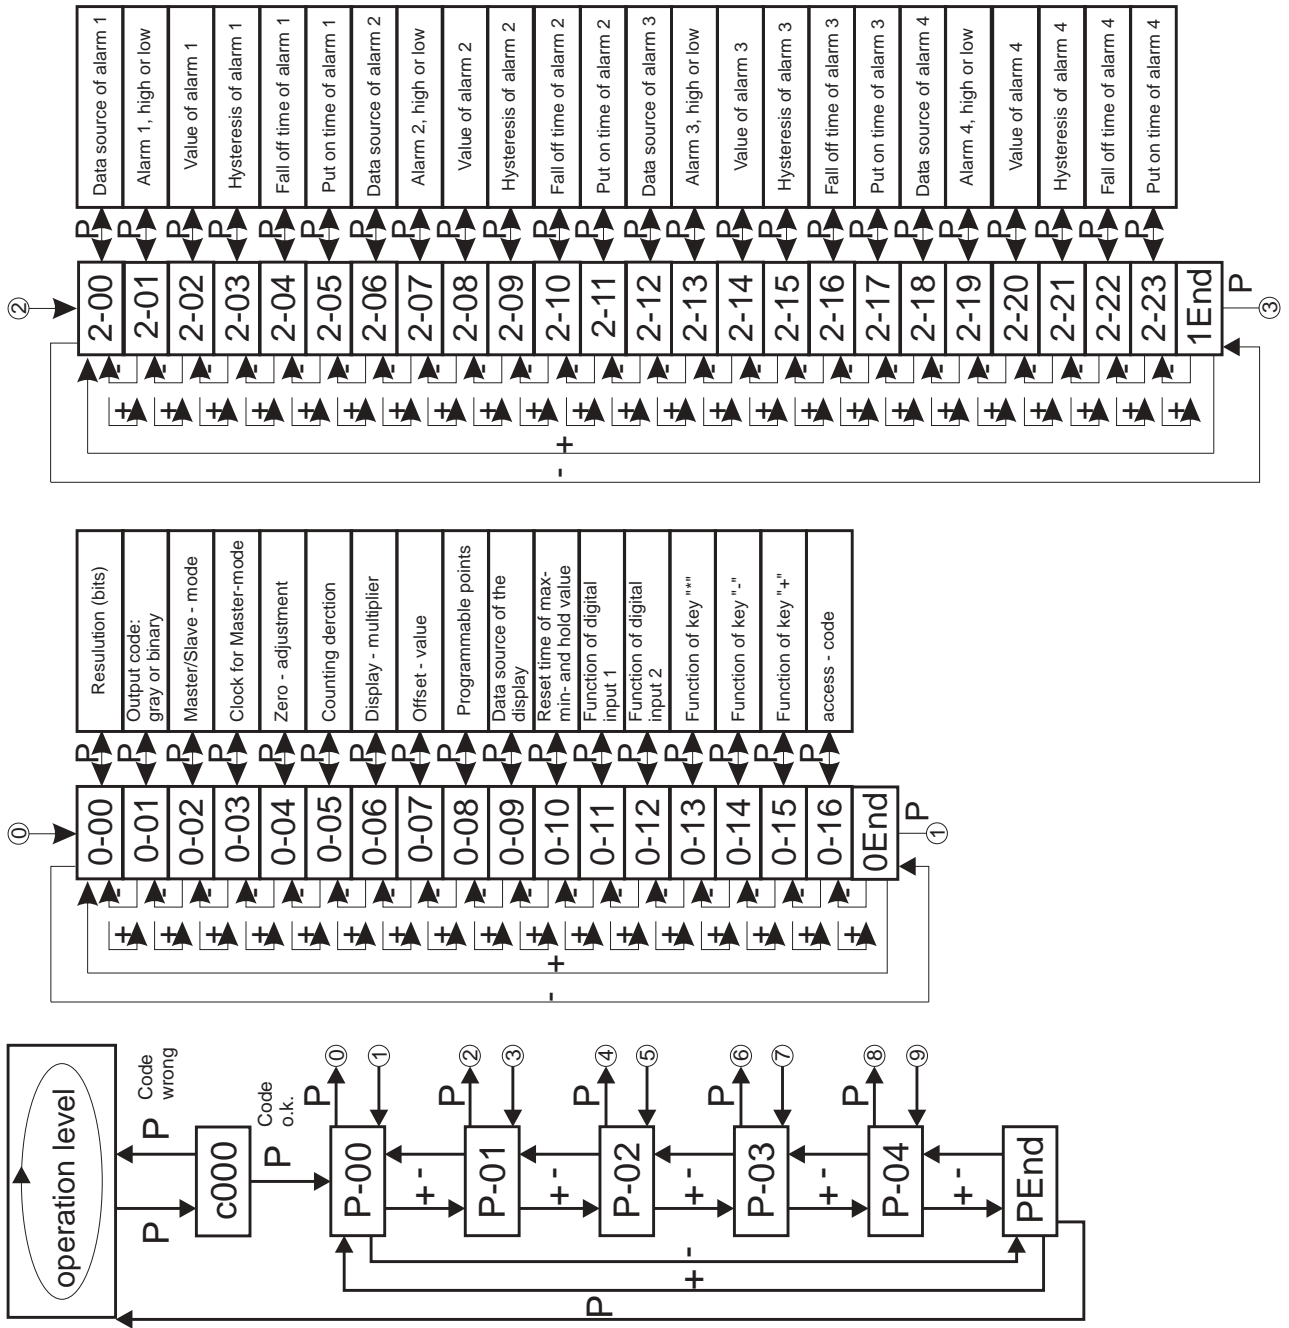 operation level
P
P
Code
wrong
c000
P
Code
o.k.
P-00
P
0
1
+ -
P-01
P
2
3
+ -
P-02
P
4
5
+ -
P-03
P
6
7
+ -
P-04
P
8
9
+ -
PEnd
-
+
P
0
0-00 P Resulution (bits)
+ -
0-01 P Output code:
gray or binary
+ -
0-02 P Master/Slave - mode
+ -
0-03 P Clock for Master-mode
+ -
0-04 P Zero - adjustment
+ -
0-05 P Counting derction
+ -
0-06 P Display - multiplier
+ -
0-07 P Offset - value
+ -
0-08 P Programmable points
+ -
0-09 P Data source of the
display
+ -
0-10 P Reset time of max-
min- and hold value
+ -
0-11 P Function of digital
input 1
+ -
0-12 P Function of digital
input 2
+ -
0-13 P Function of key "*"
+ -
0-14 P Function of key "-"
+ -
0-15 P Function of key "+"
+ -
0-16 P access - code
+ -
0End
P
1
- +
2
2-00 P Data source of alarm 1
+ -
2-01 P Alarm 1, high or low
+ -
2-02 P Value of alarm 1
+ -
2-03 P Hysteresis of alarm 1
+ -
2-04 P Fall off time of alarm 1
+ -
2-05 P Put on time of alarm 1
+ -
2-06 P Data source of alarm 2
+ -
2-07 P Alarm 2, high or low
+ -
2-08 P Value of alarm 2
+ -
2-09 P Hysteresis of alarm 2
+ -
2-10 P Fall off time of alarm 2
+ -
2-11 P Put on time of alarm 2
+ -
2-12 P Data source of alarm 3
+ -
2-13 P Alarm 3, high or low
+ -
2-14 P Value of alarm 3
+ -
2-15 P Hysteresis of alarm 3
+ -
2-16 P Fall off time of alarm 3
+ -
2-17 P Put on time of alarm 3
+ -
2-18 P Data source of alarm 4
+ -
2-19 P Alarm 4, high or low
+ -
2-20 P Value of alarm 4
+ -
2-21 P Hysteresis of alarm 4
+ -
2-22 P Fall off time of alarm 4
+ -
2-23 P Put on time of alarm 4
+ -
1End
P
3
- +